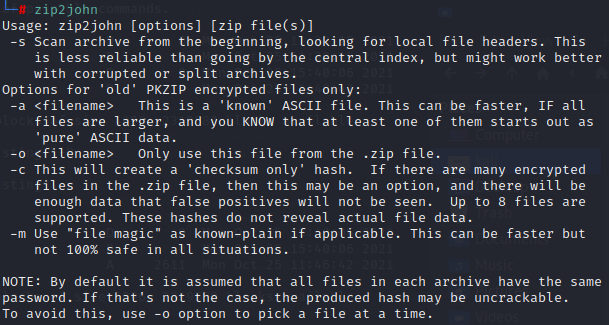 # zip2john
Usage: zip2john [options] [zip file(s)]
-s Scan archive from the beginning, looking for local file headers. This
is less reliable than going by the central index, but might work better
with corrupted or split archives.
Options for 'old' PKZIP encrypted files only:
-a <filename>   This is a 'known' ASCII file. This can be faster, IF all
files are larger, and you KNOW that at least one of them starts out as
'pure' ASCII data.
-o <filename>   Only use this file from the .zip file.
-c This will create a 'checksum only' hash.  If there are many encrypted
files in the .zip file, then this may be an option, and there will be
enough data that false positives will not be seen.  Up to 8 files are
supported. These hashes do not reveal actual file data.
-m Use "file magic" as known-plain if applicable. This can be faster but
not 100% safe in all situations.
NOTE: By default it is assumed that all files in each archive have the same
password. If that's not the case, the produced hash may be uncrackable.
To avoid this, use -o option to pick a file at a time.